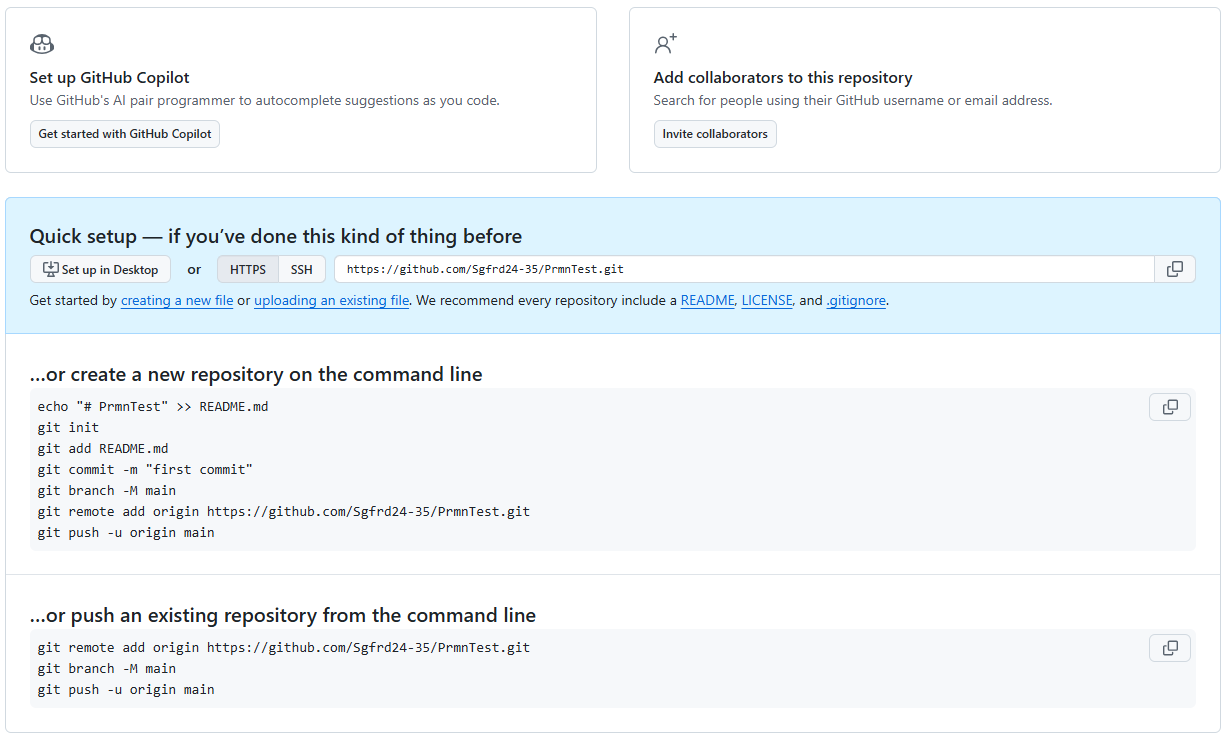 Set up GitHub Copilot
Use GitHub's AI pair programmer to autocomplete suggestions as you code.
Get started with GitHub Copilot
Add collaborators to this repository
Search for people using their GitHub username or email address.
Invite collaborators
Quick setup — if you’ve done this kind of thing before
Set up in Desktop or HTTPS SSH https://github.com/Sgfrd24-35/PrmnTest.git
Get started by creating a new file or uploading an existing file. We recommend every repository include a README, LICENSE, and .gitignore.
…or create a new repository on the command line
echo "# PrmnTest" >> README.md
git init
git add README.md
git commit -m "first commit"
git branch -M main
git remote add origin https://github.com/Sgfrd24-35/PrmnTest.git
git push -u origin main
…or push an existing repository from the command line
git remote add origin https://github.com/Sgfrd24-35/PrmnTest.git
git branch -M main
git push -u origin main